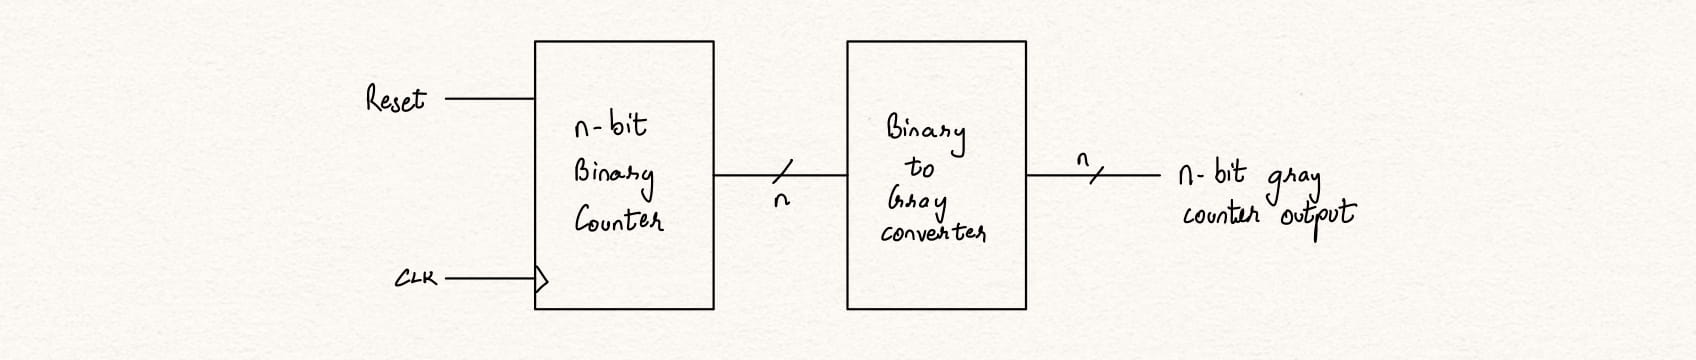 Reset
n-bit
Binary
Counter
CLK
n
Binary
to
Gray
converter
n
n-bit gray
counter output